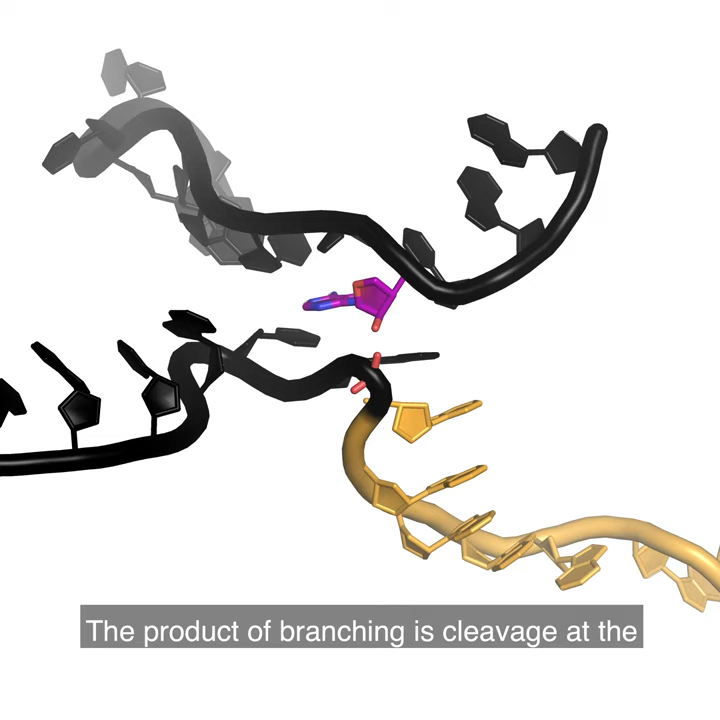 The product of branching is cleavage at the